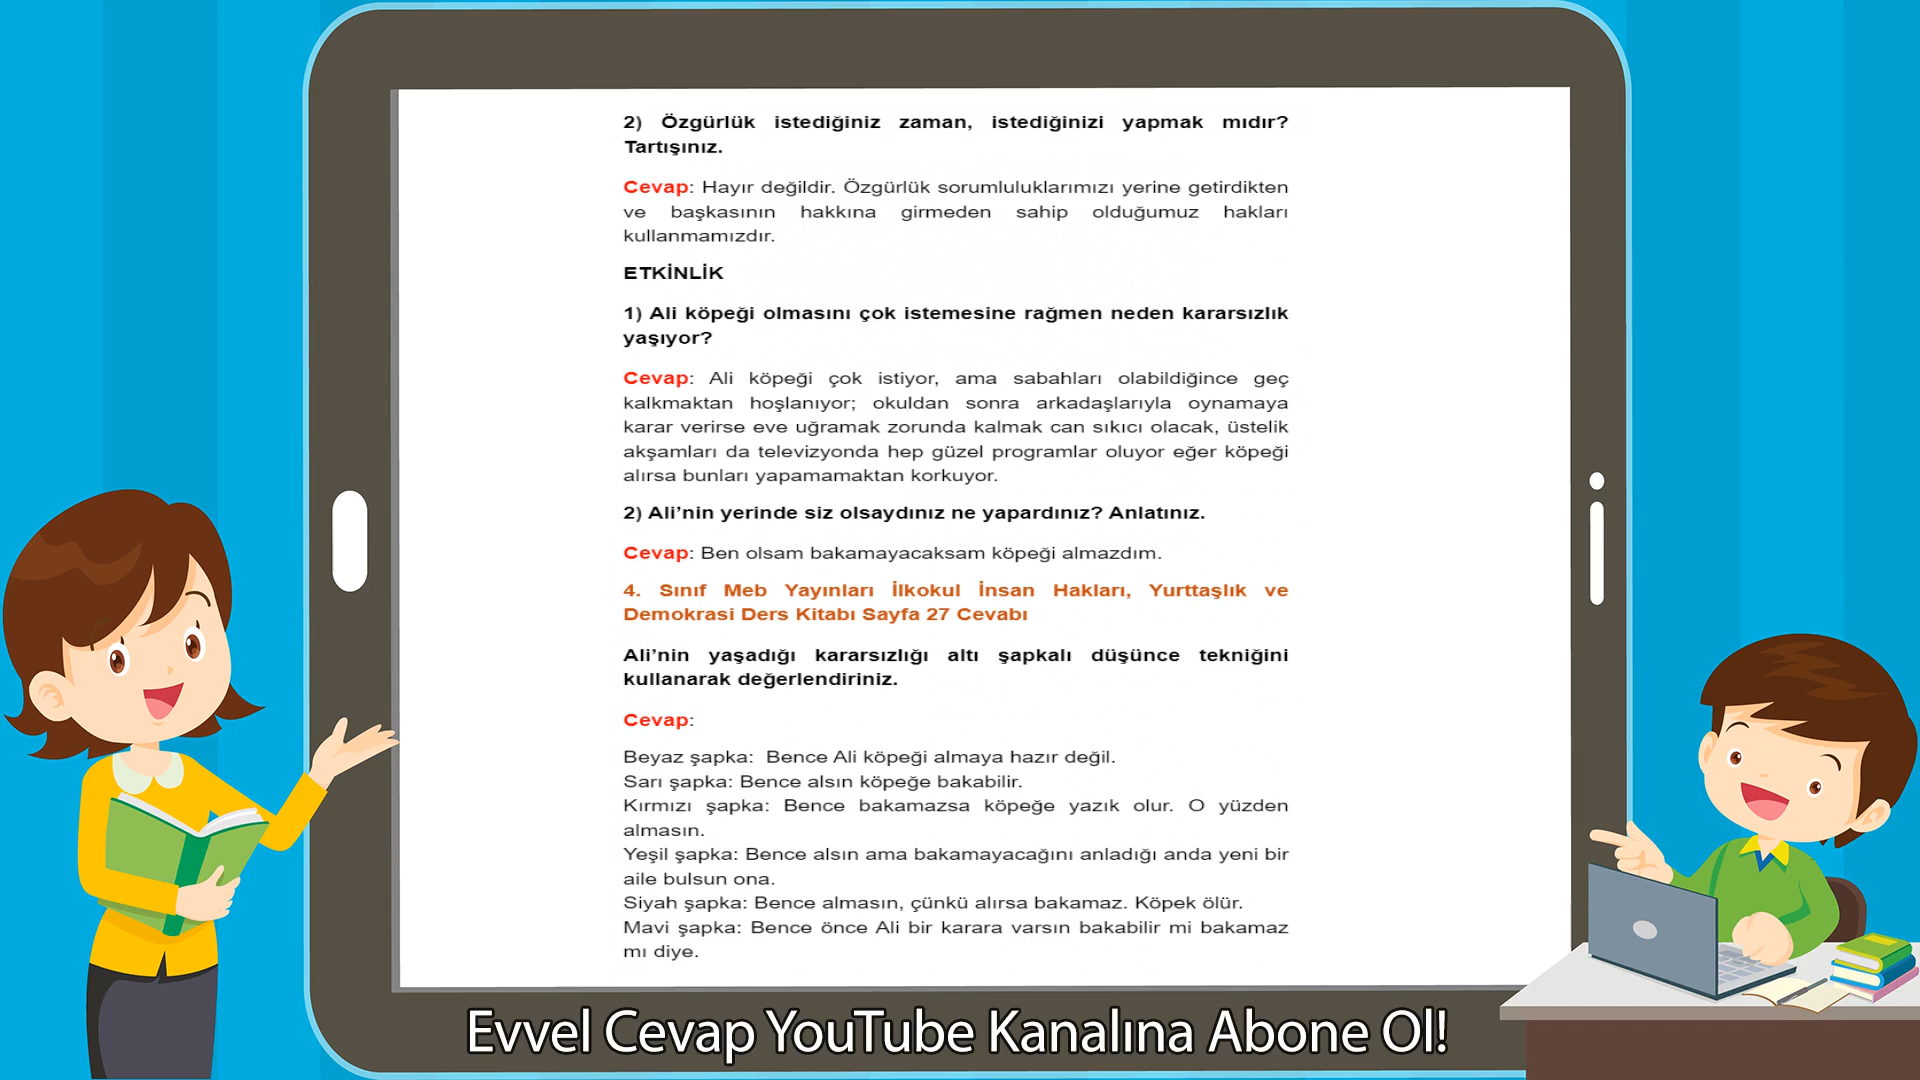 2) Özgürlük istediğiniz zaman, istediğinizi yapmak mıdır?
Tartışınız.
Cevap: Hayır değildir. Özgürlük sorumluluklarımızı yerine getirdikten
ve başkasının hakkına girmeden sahip olduğumuz hakları
kullanmamızdır.
ETKİNLİK
1) Ali köpeği olmasını çok istemesine rağmen neden kararsızlık
yaşıyor?
Cevap: Ali köpeği çok istiyor, ama sabahları olabildiğince geç
kalkmaktan hoşlanıyor; okuldan sonra arkadaşlarıyla oynamaya
karar verirse eve uğramak zorunda kalmak can sıkıcı olacak, üstelik
akşamları da televizyonda hep güzel programlar oluyor eğer köpeği
alırsa bunları yapamamaktan korkuyor.
2) Ali’nin yerinde siz olsaydınız ne yapardınız? Anlatınız.
Cevap: Ben olsam bakamayacaksam köpeği almazdım.
4. Sınıf Meb Yayınları İlkokul İnsan Hakları, Yurttaşlık ve
Demokrasi Ders Kitabı Sayfa 27 Cevabı
Ali’nin yaşadığı kararsızlığı altı şapkalı düşünce tekniğini
kullanarak değerlendiriniz.
Cevap:
Beyaz şapka:  Bence Ali köpeği almaya hazır değil.
Sarı şapka: Bence alsın köpeğe bakabilir.
Kırmızı şapka: Bence bakamazsa köpeğe yazık olur. O yüzden
almasın.
Yeşil şapka: Bence alsın ama bakamayacağını anladığı anda yeni bir
aile bulsun ona.
Siyah şapka: Bence almasın, çünkü alırsa bakamaz. Köpek ölür.
Mavi şapka: Bence önce Ali bir karara varsın bakabilir mi bakamaz
mı diye.
Evvel Cevap YouTube Kanalına Abone Ol!